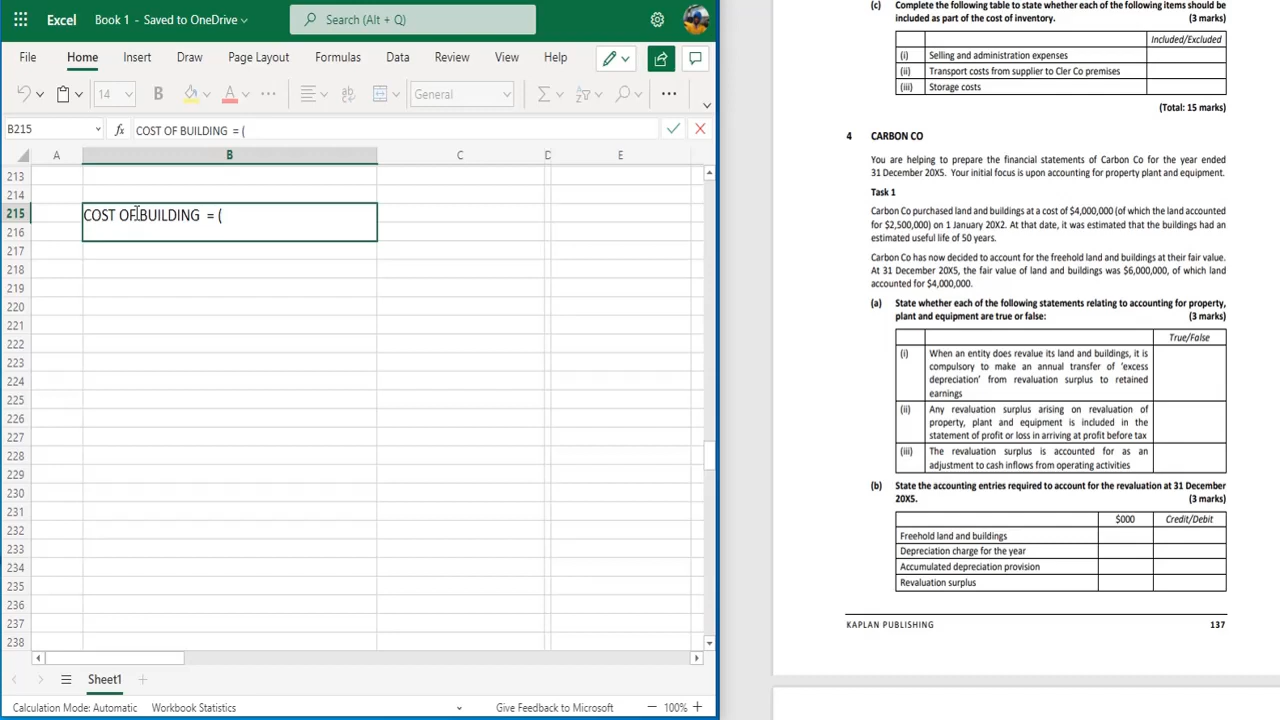 Excel Book 1 - Saved to OneDrive Search (Alt + Q)
File Home Insert Draw Page Layout Formulas Data Review View Help
14 B A General
B215 fx COST OF BUILDING = (
A B C D E
213
214
215 COST OF BUILDING = (
216
217
218
219
220
221
222
223
224
225
226
227
228
229
230
231
232
233
234
235
236
237
238
Sheet1
Calculation Mode: Automatic Workbook Statistics Give Feedback to Microsoft 100%
(c) Complete the following table to state whether each of the following items should be
included as part of the cost of inventory. (3 marks)
Included/Excluded
(i) Selling and administration expenses
(ii) Transport costs from supplier to Cler Co premises
(iii) Storage costs
(Total: 15 marks)
4 CARBON CO
You are helping to prepare the financial statements of Carbon Co for the year ended
31 December 20X5. Your initial focus is upon accounting for property plant and equipment.
Task 1
Carbon Co purchased land and buildings at a cost of $4,000,000 (of which the land accounted
for $2,500,000) on 1 January 20X2. At that date, it was estimated that the buildings had an
estimated useful life of 50 years.
Carbon Co has now decided to account for the freehold land and buildings at their fair value.
At 31 December 20X5, the fair value of land and buildings was $6,000,000, of which land
accounted for $4,000,000.
(a) State whether each of the following statements relating to accounting for property,
plant and equipment are true or false: (3 marks)
True/False
(i) When an entity does revalue its land and buildings, it is
compulsory to make an annual transfer of 'excess
depreciation' from revaluation surplus to retained
earnings
(ii) Any revaluation surplus arising on revaluation of
property, plant and equipment is included in the
statement of profit or loss in arriving at profit before tax
(iii) The revaluation surplus is accounted for as an
adjustment to cash inflows from operating activities
(b) State the accounting entries required to account for the revaluation at 31 December
20X5. (3 marks)
$000 Credit/Debit
Freehold land and buildings
Depreciation charge for the year
Accumulated depreciation provision
Revaluation surplus
KAPLAN PUBLISHING 137